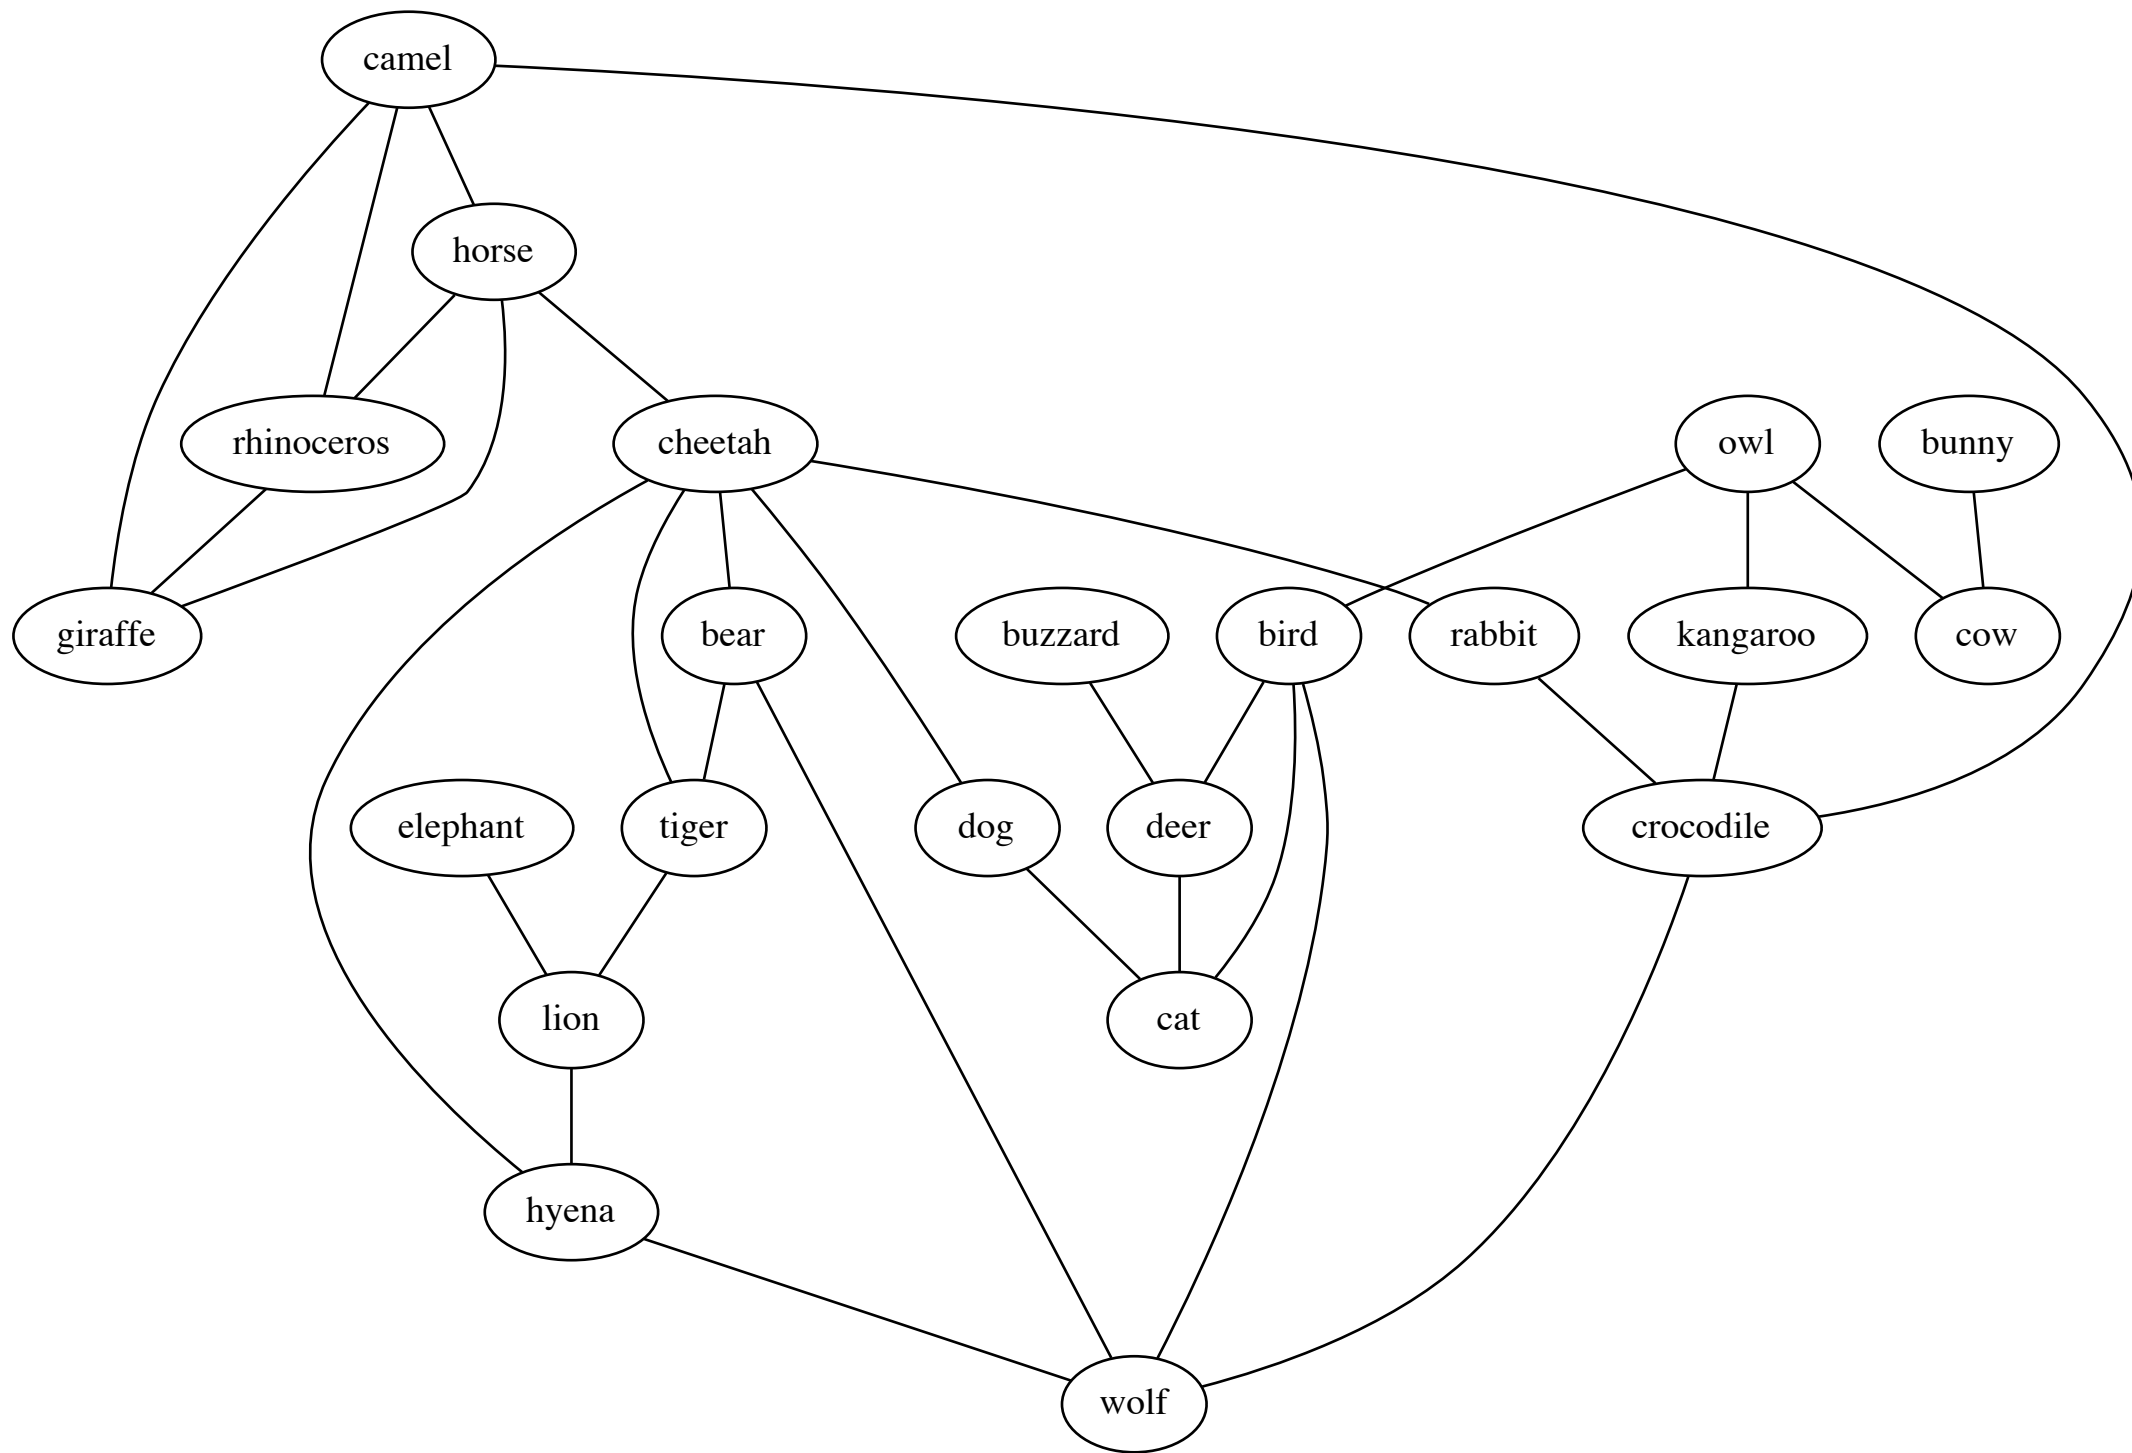 camel
horse
rhinoceros
cheetah
owl
bunny
giraffe
bear
buzzard
bird
rabbit
kangaroo
cow
elephant
tiger
dog
deer
crocodile
lion
cat
hyena
wolf